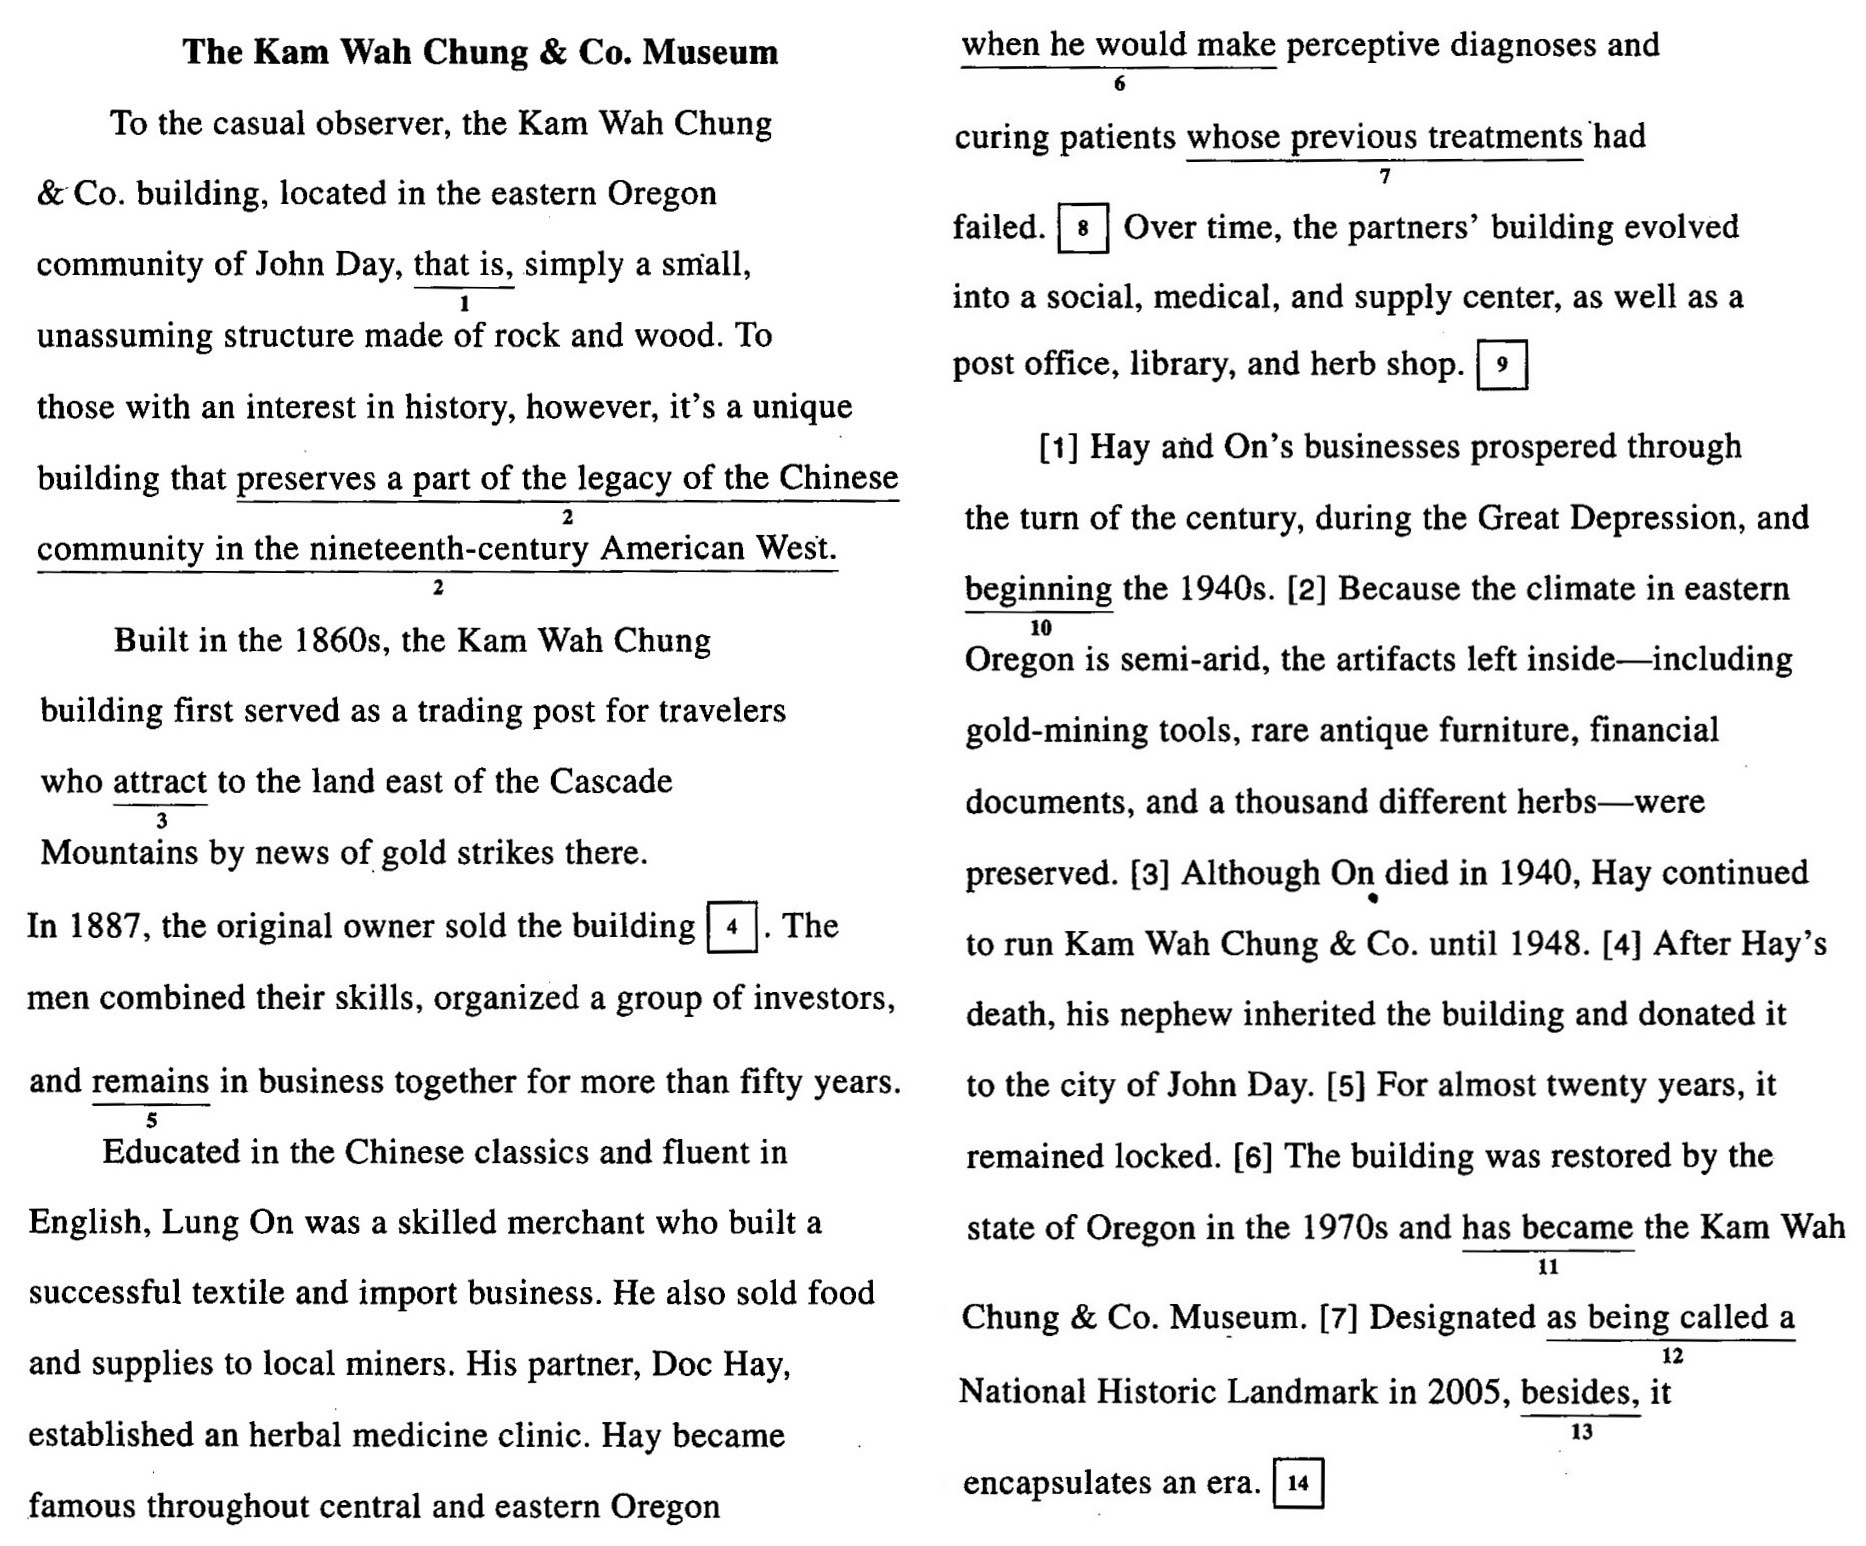 The Kam Wah Chung & Co. Museum
To the casual observer, the Kam Wah Chung
& Co. building, located in the eastern Oregon
community of John Day, that is, simply a small,
1
unassuming structure made of rock and wood. To
those with an interest in history, however, it's a unique
building that preserves a part of the legacy of the Chinese
2
community in the nineteenth-century American West.
2
Built in the 1860s, the Kam Wah Chung
building first served as a trading post for travelers
who attract to the land east of the Cascade
3
Mountains by news of gold strikes there.
In 1887, the original owner sold the building 4 . The
men combined their skills, organized a group of investors,
and remains in business together for more than fifty years.
5
Educated in the Chinese classics and fluent in
English, Lung On was a skilled merchant who built a
successful textile and import business. He also sold food
and supplies to local miners. His partner, Doc Hay,
established an herbal medicine clinic. Hay became
famous throughout central and eastern Oregon
when he would make perceptive diagnoses and
6
curing patients whose previous treatments had
7
failed. 8 Over time, the partners' building evolved
into a social, medical, and supply center, as well as a
post office, library, and herb shop. 9
[1] Hay and On's businesses prospered through
the turn of the century, during the Great Depression, and
beginning the 1940s. [2] Because the climate in eastern
10
Oregon is semi-arid, the artifacts left inside—including
gold-mining tools, rare antique furniture, financial
documents, and a thousand different herbs—were
preserved. [3] Although On died in 1940, Hay continued
to run Kam Wah Chung & Co. until 1948. [4] After Hay's
death, his nephew inherited the building and donated it
to the city of John Day. [5] For almost twenty years, it
remained locked. [6] The building was restored by the
state of Oregon in the 1970s and has became the Kam Wah
11
Chung & Co. Museum. [7] Designated as being called a
12
National Historic Landmark in 2005, besides, it
13
encapsulates an era. 14